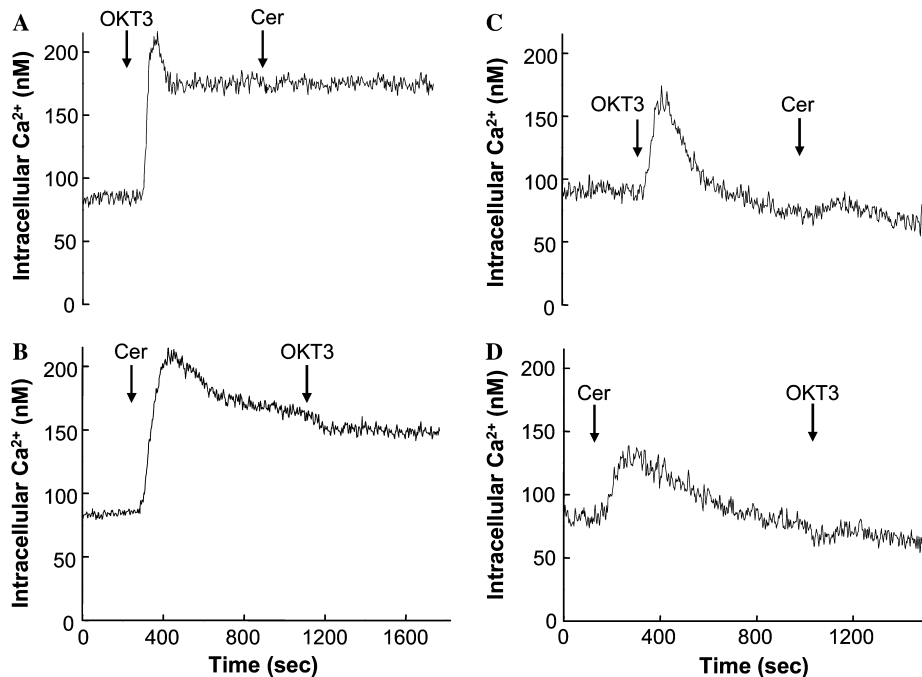 A
OKT3
Cer
200
150
100
50
0
Intracellular Ca²⁺ (nM)
B
Cer
OKT3
200
150
100
50
0
Intracellular Ca²⁺ (nM)
0 400 800 1200 1600
Time (sec)
C
OKT3
Cer
200
150
100
50
0
Intracellular Ca²⁺ (nM)
D
Cer
OKT3
200
150
100
50
0
Intracellular Ca²⁺ (nM)
0 400 800 1200
Time (sec)